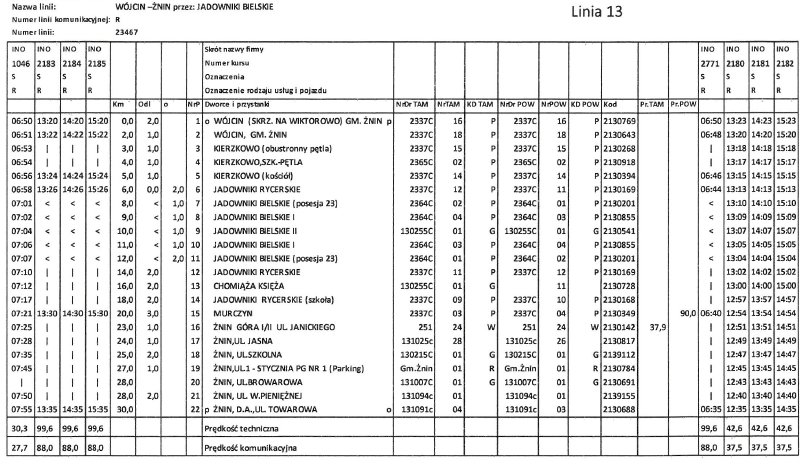 Nazwa linii: WÓJCIN –ŻNIN przez: JADOWNIKI BIELSKIE
Numer linii komunikacyjnej: R
Numer linii: 23467
Linia 13
INO INO INO INO Skrót nazwy firmy INO INO INO INO
1046 2183 2184 2185 Numer kursu 2771 2180 2181 2182
S S S S Oznaczenia S S S S
R R R R Oznaczenie rodzaju usług i pojazdu R R R R
Km Odl o NrP Dworce i przystanki NrDr TAM NrTAM KD TAM NrDr POW NrPOW KD POW Kod Pr.TAM Pr.POW
06:50 13:20 14:20 15:20 0,0 2,0 1 o WÓJCIN (SKRZ. NA WIKTOROWO) GM. ŻNIN p 2337C 16 P 2337C 16 P 2130769 06:50 13:23 14:23 15:23
06:51 13:22 14:22 15:22 2,0 1,0 2 WÓJCIN, GM. ŻNIN 2337C 18 P 2337C 18 P 2130643 06:48 13:20 14:20 15:20
06:53 | | | 3,0 1,0 3 KIERZKOWO (obustronny pętla) 2337C 15 P 2337C 15 P 2130268 | 13:18 14:18 15:18
06:54 | | | 4,0 1,0 4 KIERZKOWO,SZK.-PĘTLA 2365C 02 P 2365C 02 P 2130918 | 13:17 14:17 15:17
06:56 13:24 14:24 15:24 5,0 1,0 5 KIERZKOWO (kościół) 2337C 14 P 2337C 14 P 2130394 06:46 13:15 14:15 15:15
06:58 13:26 14:26 15:26 6,0 0,0 2,0 6 JADOWNIKI RYCERSKIE 2337C 12 P 2337C 11 P 2130169 06:44 13:13 14:13 15:13
07:01 < < < 8,0 < 1,0 7 JADOWNIKI BIELSKIE (posesja 23) 2364C 02 P 2364C 01 P 2130201 < 13:10 14:10 15:10
07:02 < < < 9,0 < 1,0 8 JADOWNIKI BIELSKIE I 2364C 04 P 2364C 03 P 2130855 < 13:09 14:09 15:09
07:04 < < < 10,0 < 1,0 9 JADOWNIKI BIELSKIE II 130255C 01 G 130255C 01 G 2130541 < 13:07 14:07 15:07
07:06 < < < 11,0 < 1,0 10 JADOWNIKI BIELSKIE I 2364C 03 P 2364C 04 P 2130855 < 13:05 14:05 15:05
07:07 < < < 12,0 < 2,0 11 JADOWNIKI BIELSKIE (posesja 23) 2364C 01 P 2364C 02 P 2130201 < 13:04 14:04 15:04
07:10 | | | 14,0 2,0 12 JADOWNIKI RYCERSKIE 2337C 11 P 2337C 12 P 2130169 | 13:02 14:02 15:02
07:12 | | | 16,0 2,0 13 CHOMIĄŻA KSIĘŻA 130255C 01 G 11 2130728 | 13:00 14:00 15:00
07:17 | | | 18,0 2,0 14 JADOWNIKI RYCERSKIE (szkoła) 2337C 09 P 2337C 10 P 2130168 | 12:57 13:57 14:57
07:21 13:30 14:30 15:30 20,0 3,0 15 MURCZYN 2337C 03 P 2337C 04 P 2130349 90,0 06:40 12:54 13:54 14:54
07:25 | | | 23,0 1,0 16 ŻNIN GÓRA I/II UL. JANICKIEGO 251 24 W 251 24 W 2130142 37,9 | 12:51 13:51 14:51
07:28 | | | 24,0 1,0 17 ŻNIN,UL. JASNA 131025c 28 131025c 26 2130817 | 12:49 13:49 14:49
07:35 | | | 25,0 2,0 18 ŻNIN, UL.SZKOLNA 130215C 01 G 130215C 01 G 2139112 | 12:47 13:47 14:47
07:45 | | | 27,0 1,0 19 ŻNIN,UL.1 - STYCZNIA PG NR 1 (Parking) Gm.Żnin 01 R Gm.Żnin 01 R 2130784 | 12:45 13:45 14:45
| | | | 28,0 20 ŻNIN, UL.BROWAROWA 131007C 01 G 131007C 01 G 2130691 | 12:43 13:43 14:43
07:50 | | | 28,0 2,0 21 ŻNIN, UL. W.PIENIĘŻNEJ 131094c 01 131094c 02 2139155 | 12:40 13:40 14:40
07:55 13:35 14:35 15:35 30,0 22 p ŻNIN, D.A.,UL. TOWAROWA o 131091c 04 131091c 03 2130688 06:35 12:35 13:35 14:35
30,3 99,6 99,6 99,6 Prędkość techniczna 99,6 42,6 42,6 42,6
27,7 88,0 88,0 88,0 Prędkość komunikacyjna 88,0 37,5 37,5 37,5